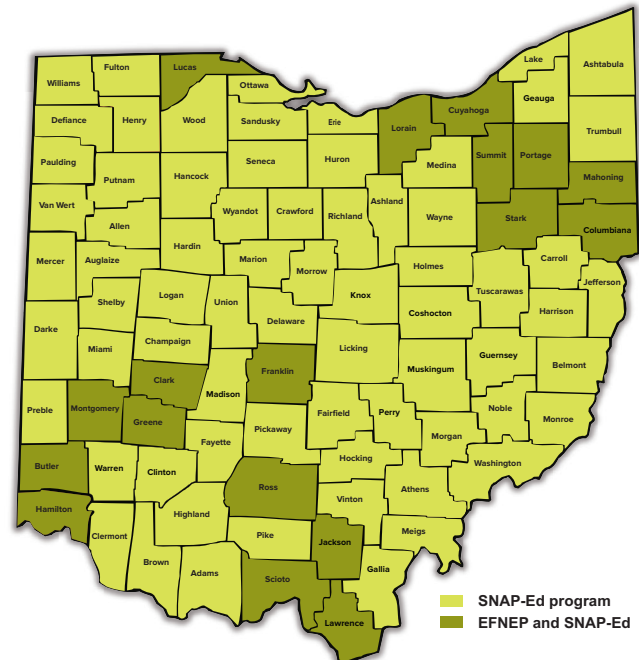 Lake
Ashtabula
Fulton
Lucas
Williams
Ottawa
Geauga
Defiance
Henry
Wood
Sandusky
Erie
Lorain
Cuyahoga
Trumbull
Paulding
Seneca
Huron
Medina
Summit
Portage
Mahoning
Putnam
Hancock
Van Wert
Wyandot
Crawford
Richland
Ashland
Wayne
Stark
Columbiana
Allen
Hardin
Mercer
Auglaize
Marion
Morrow
Holmes
Carroll
Tuscarawas
Jefferson
Shelby
Logan
Union
Knox
Coshocton
Harrison
Darke
Champaign
Delaware
Miami
Licking
Muskingum
Guernsey
Belmont
Clark
Franklin
Madison
Preble
Montgomery
Greene
Fairfield
Perry
Noble
Monroe
Fayette
Pickaway
Morgan
Butler
Warren
Clinton
Hocking
Washington
Ross
Athens
Hamilton
Highland
Vinton
Clermont
Pike
Jackson
Meigs
Brown
Adams
Scioto
Gallia
Lawrence
SNAP-Ed program
EFNEP and SNAP-Ed